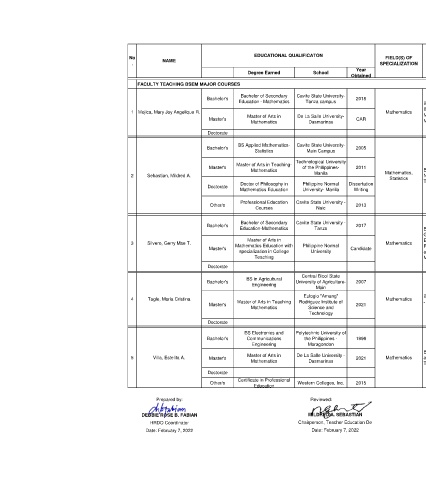 No
.
NAME
EDUCATIONAL QUALIFICATON
FIELD(S) OF
SPECIALIZATION
Degree Earned
School
Year
Obtained
FACULTY TEACHING BSEM MAJOR COURSES
1
Mojica, Mary Joy Angelique R.
Bachelor's
Bachelor of Secondary
Education - Mathematics
Cavite State University-
Tanza campus
2015
Master's
Master of Arts in
Mathematics
De La Salle University-
Dasmarinas
CAR
Doctorate
Mathematics
2
Sebastian, Mildred A.
Bachelor's
BS Applied Mathematics-
Statistics
Cavite State University-
Main Campus
2005
Master's
Master of Arts in Teaching-
Mathematics
Technological University
of the Philippines-
Manila
2011
Doctorate
Doctor of Philosophy in
Mathematics Education
Philippine Normal
University- Manila
Dissertation
Writing
Other's
Professional Education
Courses
Cavite State University -
Naic
2013
Mathematics,
Statistics
3
Silvero, Gerry Mae T.
Bachelor's
Bachelor of Secondary
Education-Mathematics
Cavite State University -
Tanza
2017
Master's
Master of Arts in
Mathematics Education with
specialization in College
Teaching
Philippine Normal
University
Candidate
Doctorate
Mathematics
4
Tagle, Maria Cristina
Bachelor's
BS in Agricultural
Engineering
Central Bicol State
University of Agriculture-
Main
2007
Master's
Master of Arts in Teaching
Mathematics
Eulogio "Amang"
Rodriguez Institute of
Science and
Technology
2021
Doctorate
Mathematics
5
Villa, Estelita A.
Bachelor's
BS Electronics and
Communications
Engineering
Polytechnic University of
the Philippines -
Maragondon
1999
Master's
Master of Arts in
Mathematics
De La Salle University -
Dasmarinas
2021
Doctorate
Other's
Certificate in Professional
Education
Western Colleges, Inc.
2015
Mathematics
Prepared by:
DEBBIE ROSE B. FABIAN
HRDO Coordinator
Date: February 7, 2022
Reviewed:
MILDRED A. SEBASTIAN
Chairperson, Teacher Education De
Date: February 7, 2022